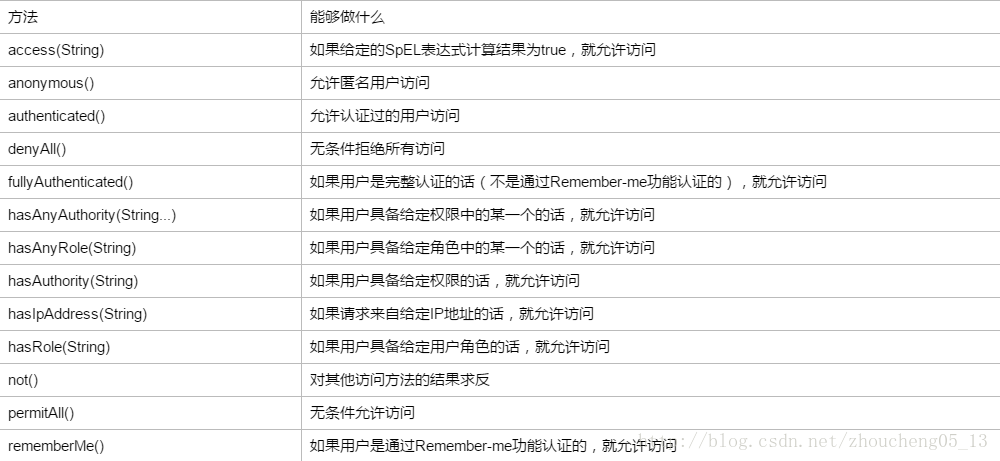 方法 能够做什么
access(String) 如果给定的SpEL表达式计算结果为true，就允许访问
anonymous() 允许匿名用户访问
authenticated() 允许认证过的用户访问
denyAll() 无条件拒绝所有访问
fullyAuthenticated() 如果用户是完整认证的话（不是通过Remember-me功能认证的），就允许访问
hasAnyAuthority(String...) 如果用户具备给定权限中的某一个的话，就允许访问
hasAnyRole(String) 如果用户具备给定角色中的某一个的话，就允许访问
hasAuthority(String) 如果用户具备给定权限的话，就允许访问
hasIpAddress(String) 如果请求来自给定IP地址的话，就允许访问
hasRole(String) 如果用户具备给定用户角色的话，就允许访问
not() 对其他访问方法的结果求反
permitAll() 无条件允许访问
rememberMe() 如果用户是通过Remember-me功能认证的，就允许访问
http://blog.csdn.net/zhoucheng05_13